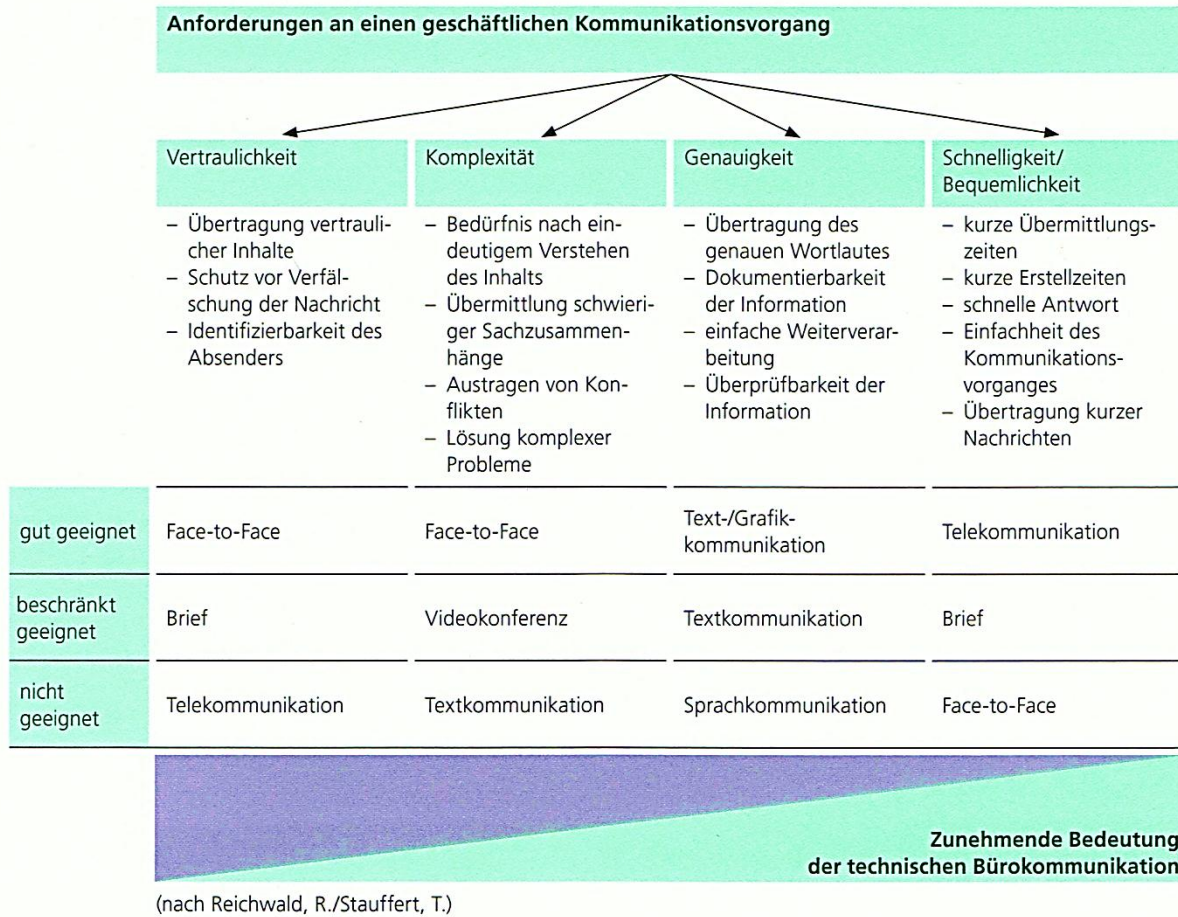 Anforderungen an einen geschäftlichen Kommunikationsvorgang
Vertraulichkeit
– Übertragung vertrauli-
cher Inhalte
– Schutz vor Verfäl-
schung der Nachricht
– Identifizierbarkeit des
Absenders
Komplexität
– Bedürfnis nach ein-
deutigem Verstehen
des Inhalts
– Übermittlung schwieri-
ger Sachzusammen-
hänge
– Austragen von Kon-
flikten
– Lösung komplexer
Probleme
Genauigkeit
– Übertragung des
genauen Wortlautes
– Dokumentierbarkeit
der Information
– einfache Weiterverar-
beitung
– Überprüfbarkeit der
Information
Schnelligkeit/
Bequemlichkeit
– kurze Übermittlungs-
zeiten
– kurze Erstellzeiten
– schnelle Antwort
– Einfachheit des
Kommunikations-
vorganges
– Übertragung kurzer
Nachrichten
gut geeignet
Face-to-Face
Face-to-Face
Text-/Grafik-
kommunikation
Telekommunikation
beschränkt
geeignet
Brief
Videokonferenz
Textkommunikation
Brief
nicht
geeignet
Telekommunikation
Textkommunikation
Sprachkommunikation
Face-to-Face
Zunehmende Bedeutung
der technischen Bürokommunikation
(nach Reichwald, R./Stauffert, T.)